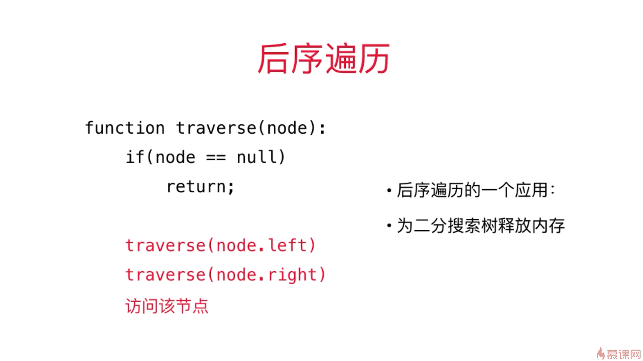 后序遍历
function traverse(node):
if(node == null)
return;
traverse(node.left)
traverse(node.right)
访问该节点
• 后序遍历的一个应用：
• 为二分搜索树释放内存
慕课网